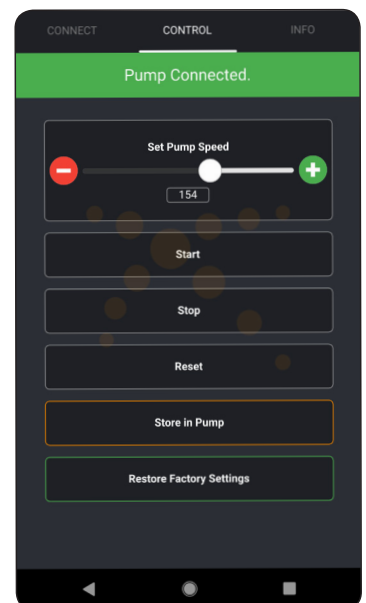 CONNECT
CONTROL
INFO
Pump Connected.
Set Pump Speed
154
Start
Stop
Reset
Store in Pump
Restore Factory Settings